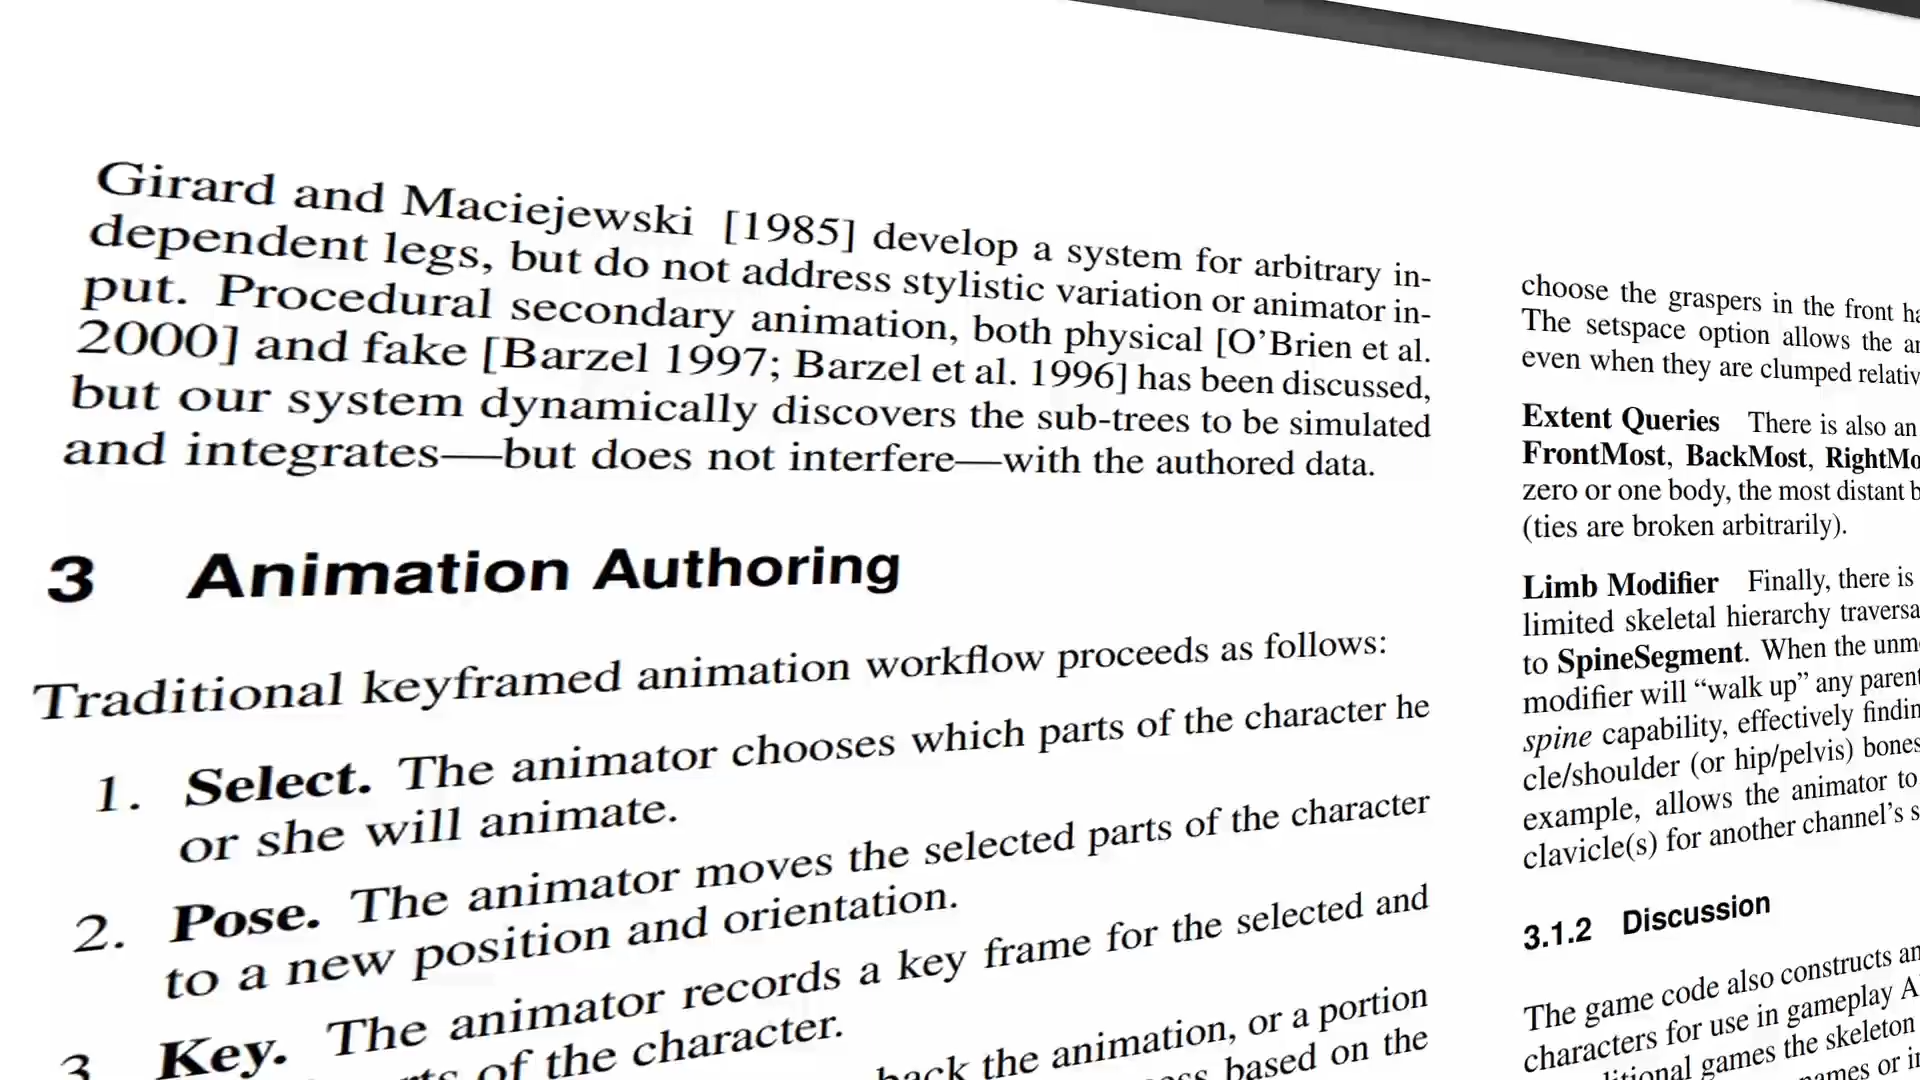 Girard and Maciejewski [1985] develop a system for arbitrary in-
dependent legs, but do not address stylistic variation or animator in-
put. Procedural secondary animation, both physical [O'Brien et al.
2000] and fake [Barzel 1997; Barzel et al. 1996] has been discussed,
but our system dynamically discovers the sub-trees to be simulated
and integrates—but does not interfere—with the authored data.
3 Animation Authoring
Traditional keyframed animation workflow proceeds as follows:
1. Select. The animator chooses which parts of the character he
or she will animate.
2. Pose. The animator moves the selected parts of the character
to a new position and orientation.
3. Key. The animator records a key frame for the selected and
of the character.
back the animation, or a portion
based on the
choose the graspers in the front
The setspace option allows the
even when they are clumped
Extent Queries There is also an
FrontMost, BackMost,
zero or one body, the most distant
(ties are broken arbitrarily).
Limb Modifier Finally, there is
limited skeletal hierarchy
to SpineSegment. When the
modifier will “walk up” any parent
spine capability, effectively
cle/shoulder (or hip/pelvis) bones
example, allows the animator to
clavicle(s) for another channel's
3.1.2 Discussion
The game code also constructs
characters for use in gameplay
games the skeleton
or